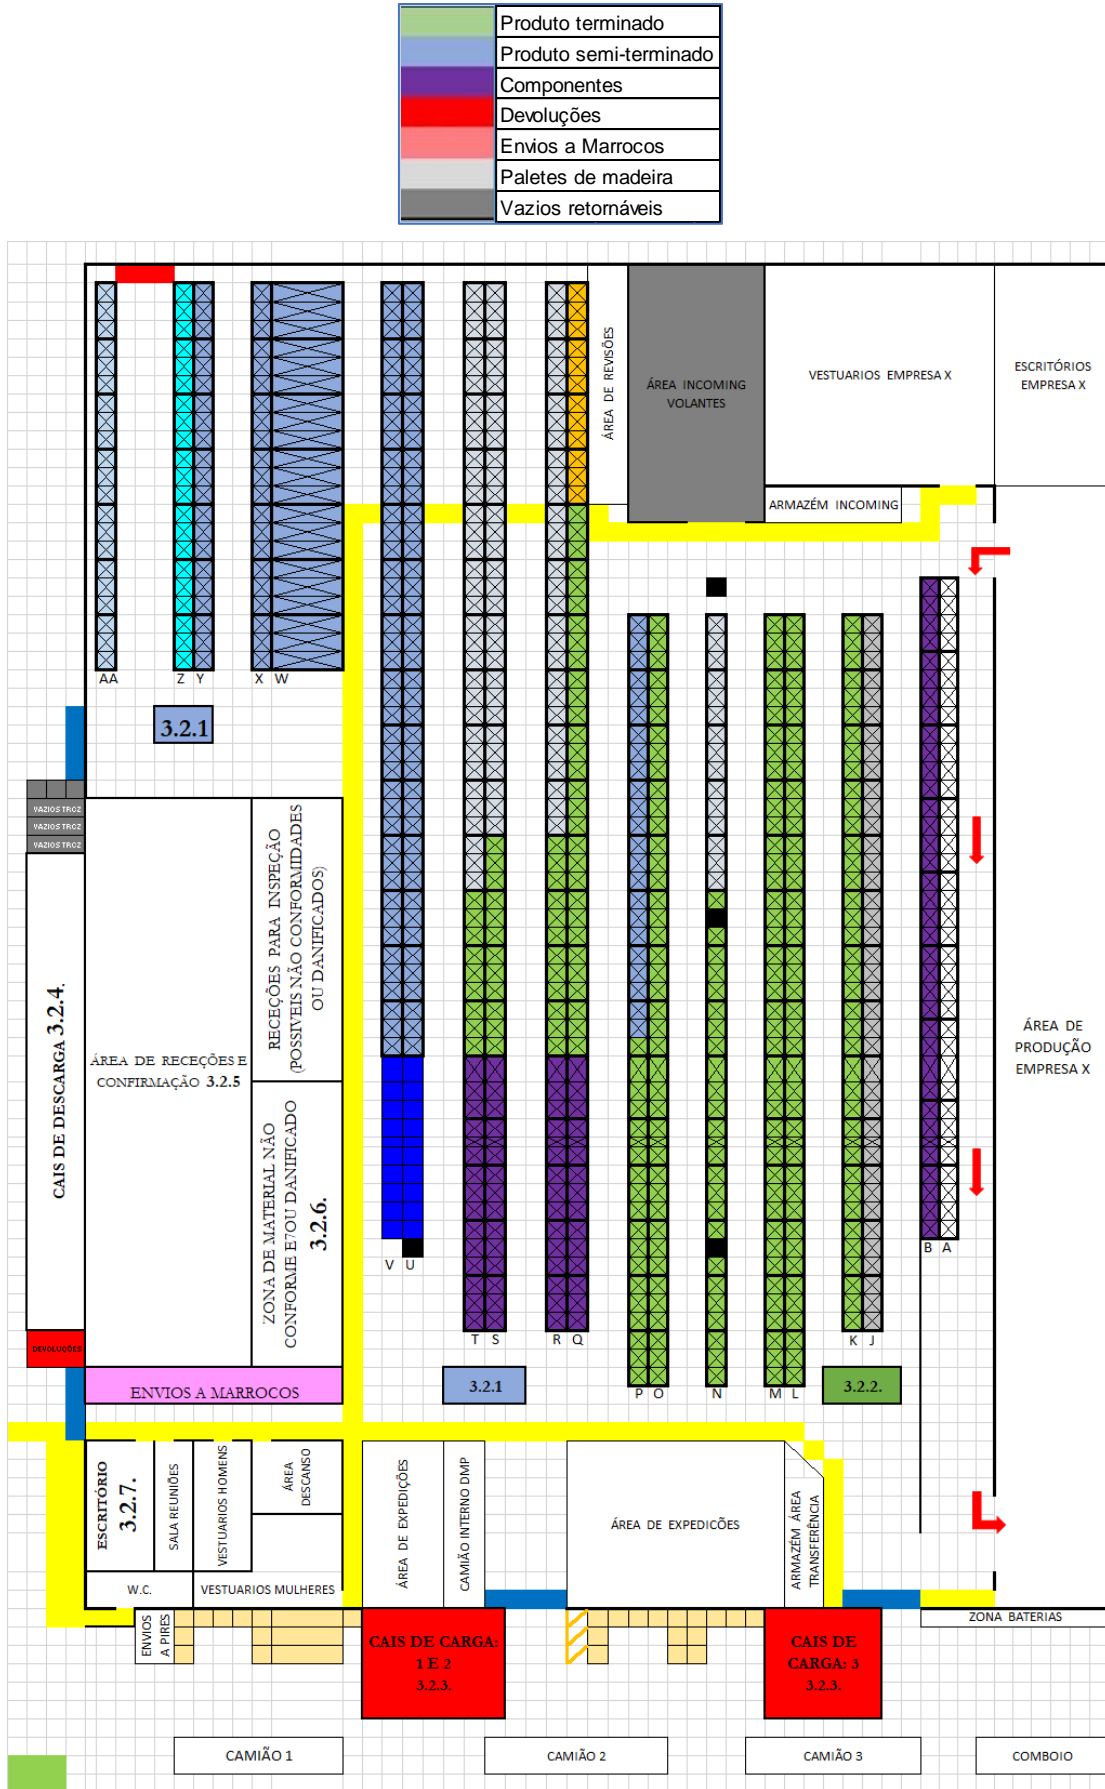 Produto terminado
Produto semi-terminado
Componentes
Devoluções
Envios a Marrocos
Paletes de madeira
Vazios retornáveis
ÁREA DE REVISÕES
ÁREA INCOMING
VOLANTES
VESTUARIOS EMPRESA X
ESCRITÓRIOS
EMPRESA X
ARMAZÉM INCOMING
AA
Z Y
X W
3.2.1
VAZIOS TRCZ
VAZIOS TRCZ
VAZIOS TRCZ
CAIS DE DESCARGA 3.2.4.
ÁREA DE RECEÇÕES E
CONFIRMAÇÃO 3.2.5
RECEÇÕES PARA INSPEÇÃO
(POSSIVEIS NÃO CONFORMIDADES
OU DANIFICADOS)
ZONA DE MATERIAL NÃO
CONFORME E?OU DANIFICADO
3.2.6.
ÁREA DE
PRODUÇÃO
EMPRESA X
B A
V U
T S
R Q
K J
DEVOLUÇÕES
ENVIOS A MARROCOS
3.2.1
P O
N
M L
3.2.2.
ESCRITÓRIO
3.2.7.
SALA REUNIÕES
VESTUARIOS HOMENS
ÁREA
DESCANSO
ÁREA DE EXPEDIÇÕES
CAMIÃO INTERNO DMP
ÁREA DE EXPEDICÕES
ARMAZÉM ÁREA
TRANSFERÊNCIA
W.C.
VESTUARIOS MULHERES
ENVIOS
A PIRES
CAIS DE CARGA:
1 E 2
3.2.3.
CAIS DE
CARGA: 3
3.2.3.
ZONA BATERIAS
CAMIÃO 1
CAMIÃO 2
CAMIÃO 3
COMBOIO